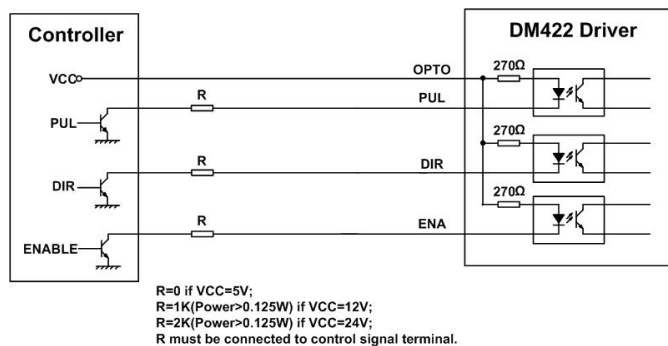 Controller
DM422 Driver
OPTO
270Ω
VCC
R
PUL
PUL
270Ω
R
DIR
DIR
270Ω
R
ENA
ENABLE
R=0 if VCC=5V;
R=1K(Power>0.125W) if VCC=12V;
R=2K(Power>0.125W) if VCC=24V;
R must be connected to control signal terminal.